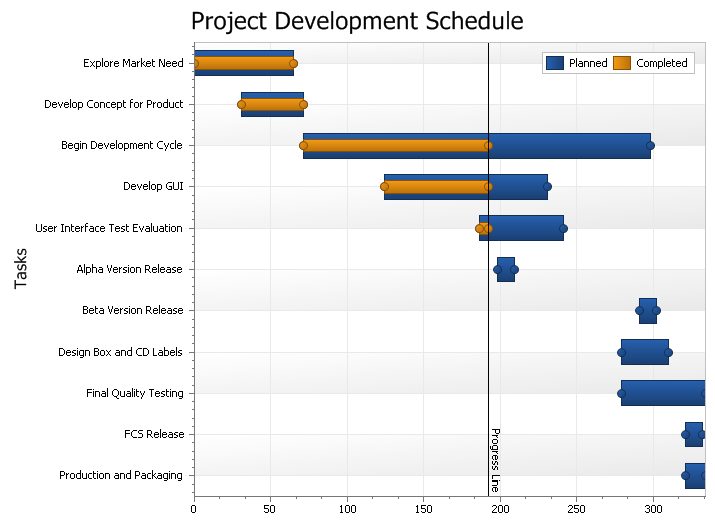 Project Development Schedule
Planned
Completed
Tasks
Explore Market Need
Develop Concept for Product
Begin Development Cycle
Develop GUI
User Interface Test Evaluation
Alpha Version Release
Beta Version Release
Design Box and CD Labels
Final Quality Testing
FCS Release
Production and Packaging
Progress Line
0 50 100 150 200 250 300